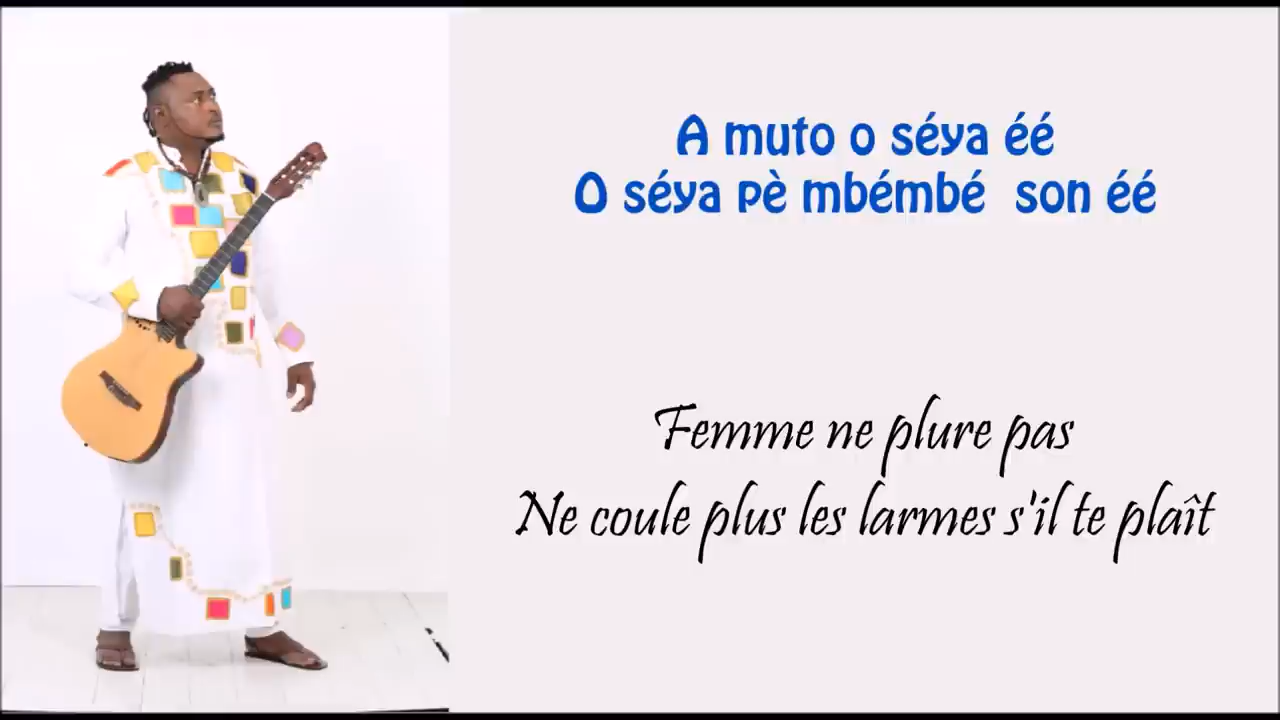 A muto o séya éé
O séya pè mbémbé son éé
Femme ne plure pas
Ne coule plus les larmes s'il te plaît